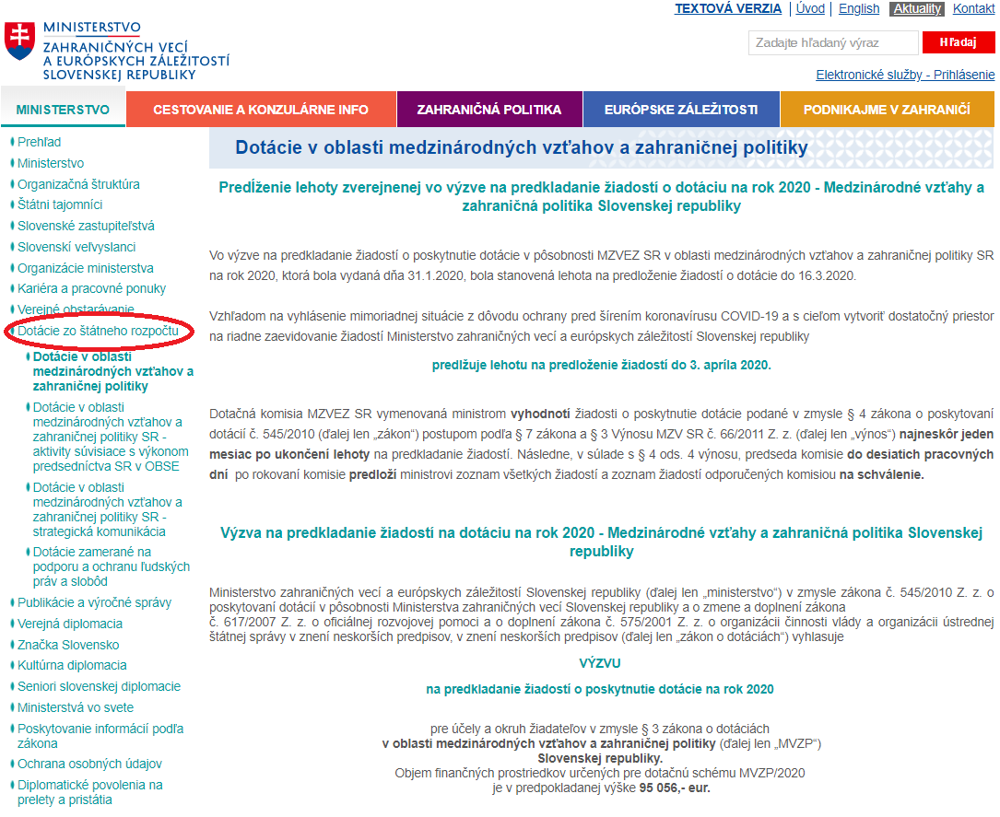 TEXTOVÁ VERZIA | Úvod | English Aktuality Kontakt
MINISTERSTVO
ZAHRANIČNÝCH VECÍ
A EURÓPSKYCH ZÁLEŽITOSTÍ
SLOVENSKEJ REPUBLIKY
Zadajte hľadaný výraz
Hľadaj
Elektronické služby - Prihlásenie
MINISTERSTVO
CESTOVANIE A KONZULÁRNE INFO
ZAHRANIČNÁ POLITIKA
EURÓPSKE ZÁLEŽITOSTI
PODNIKAJME V ZAHRANIČÍ
Prehľad
Ministerstvo
Organizačná štruktúra
Štátni tajomníci
Slovenské zastupiteľstvá
Slovenskí veľvyslanci
Organizácie ministerstva
Kariéra a pracovné ponuky
Verejné obstarávanie
Dotácie zo štátneho rozpočtu
Dotácie v oblasti
medzinárodných vzťahov a
zahraničnej politiky
Dotácie v oblasti
medzinárodných vzťahov a
zahraničnej politiky SR -
aktivity súvisiace s výkonom
predsedníctva SR v OBSE
Dotácie v oblasti
medzinárodných vzťahov a
zahraničnej politiky SR -
strategická komunikácia
Dotácie zamerané na
podporu a ochranu ľudských
práv a slobôd
Publikácie a výročné správy
Verejná diplomacia
Značka Slovensko
Kultúrna diplomacia
Seniori slovenskej diplomacie
Ministerstvá vo svete
Poskytovanie informácií podľa
zákona
Ochrana osobných údajov
Diplomatické povolenia na
prelety a pristátia
Dotácie v oblasti medzinárodných vzťahov a zahraničnej politiky
Predĺženie lehoty zverejnenej vo výzve na predkladanie žiadostí o dotáciu na rok 2020 - Medzinárodné vzťahy a
zahraničná politika Slovenskej republiky
Vo výzve na predkladanie žiadostí o poskytnutie dotácie v pôsobnosti MZVEZ SR v oblasti medzinárodných vzťahov a zahraničnej politiky SR
na rok 2020, ktorá bola vydaná dňa 31.1.2020, bola stanovená lehota na predloženie žiadostí o dotácie do 16.3.2020.
Vzhľadom na vyhlásenie mimoriadnej situácie z dôvodu ochrany pred šírením koronavírusu COVID-19 a s cieľom vytvoriť dostatočný priestor
na riadne zaevidovanie žiadostí Ministerstvo zahraničných vecí a európskych záležitostí Slovenskej republiky
predlžuje lehotu na predloženie žiadostí do 3. apríla 2020.
Dotačná komisia MZVEZ SR vymenovaná ministrom vyhodnotí žiadosti o poskytnutie dotácie podané v zmysle § 4 zákona o poskytovaní
dotácií č. 545/2010 (ďalej len „zákon“) postupom podľa § 7 zákona a § 3 Výnosu MZV SR č. 66/2011 Z. z. (ďalej len „výnos“) najneskôr jeden
mesiac po ukončení lehoty na predkladanie žiadostí. Následne, v súlade s § 4 ods. 4 výnosu, predseda komisie do desiatich pracovných
dní po rokovaní komisie predloží ministrovi zoznam všetkých žiadostí a zoznam žiadostí odporučených komisiou na schválenie.
Výzva na predkladanie žiadostí na dotáciu na rok 2020 - Medzinárodné vzťahy a zahraničná politika Slovenskej
republiky
Ministerstvo zahraničných vecí a európskych záležitostí Slovenskej republiky (ďalej len „ministerstvo“) v zmysle zákona č. 545/2010 Z. z. o
poskytovaní dotácií v pôsobnosti Ministerstva zahraničných vecí Slovenskej republiky a o zmene a doplnení zákona
č. 617/2007 Z. z. o oficiálnej rozvojovej pomoci a o doplnení zákona č. 575/2001 Z. z. o organizácii činnosti vlády a organizácii ústrednej
štátnej správy v znení neskorších predpisov, v znení neskorších predpisov (ďalej len „zákon o dotáciách“) vyhlasuje
VÝZVU
na predkladanie žiadostí o poskytnutie dotácie na rok 2020
pre účely a okruh žiadateľov v zmysle § 3 zákona o dotáciách
v oblasti medzinárodných vzťahov a zahraničnej politiky (ďalej len „MVZP“)
Slovenskej republiky.
Objem finančných prostriedkov určených pre dotačnú schému MVZP/2020
je v predpokladanej výške 95 056,- eur.